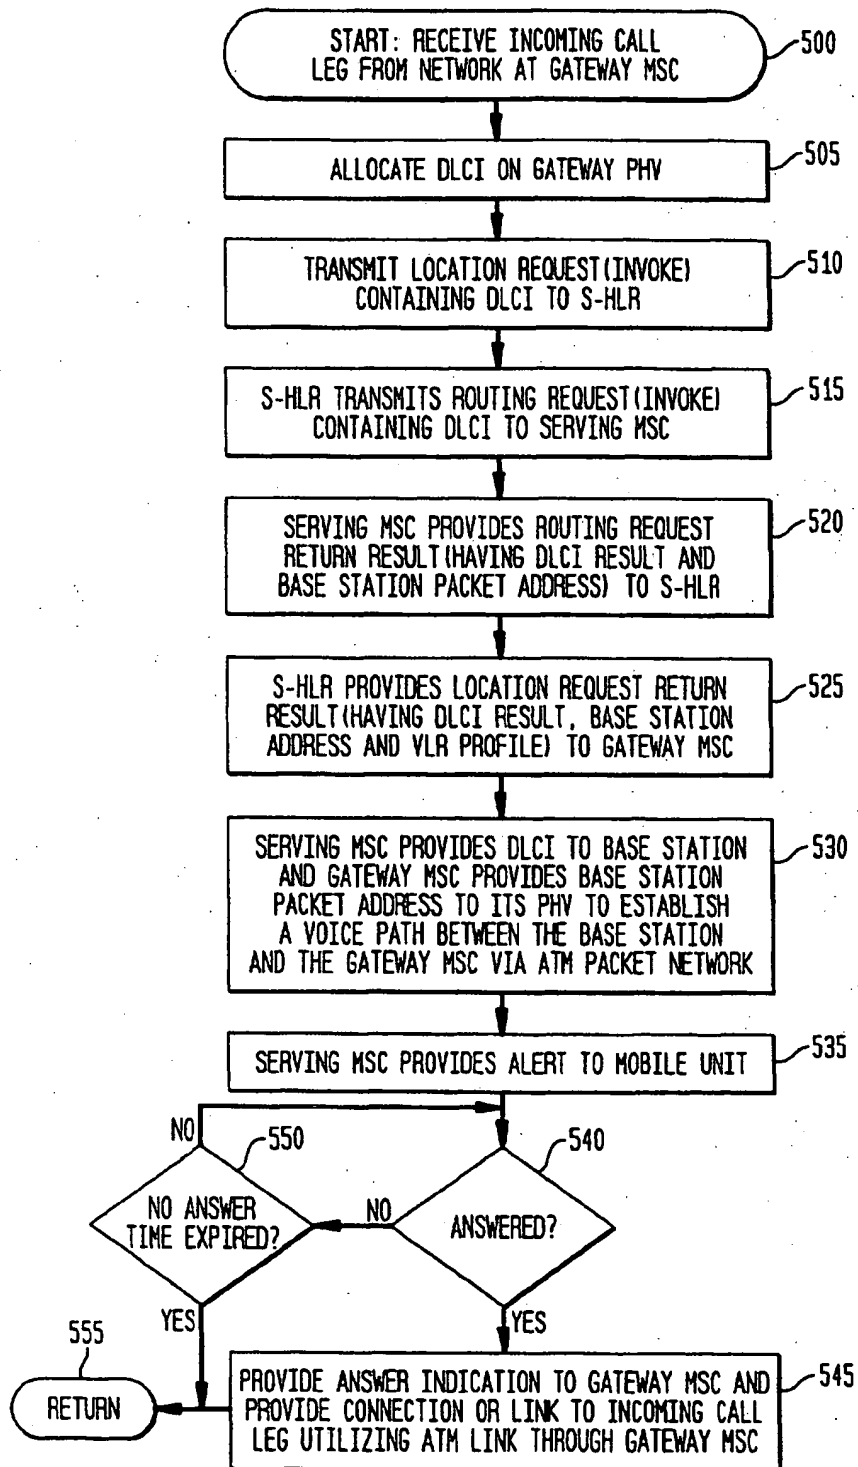 START: RECEIVE INCOMING CALL
LEG FROM NETWORK AT GATEWAY MSC
500
ALLOCATE DLCI ON GATEWAY PHV
505
TRANSMIT LOCATION REQUEST(INVOKE)
CONTAINING DLCI TO S-HLR
510
S-HLR TRANSMITS ROUTING REQUEST(INVOKE)
CONTAINING DLCI TO SERVING MSC
515
SERVING MSC PROVIDES ROUTING REQUEST
RETURN RESULT(HAVING DLCI RESULT AND
BASE STATION PACKET ADDRESS) TO S-HLR
520
S-HLR PROVIDES LOCATION REQUEST RETURN
RESULT(HAVING DLCI RESULT, BASE STATION
ADDRESS AND VLR PROFILE) TO GATEWAY MSC
525
SERVING MSC PROVIDES DLCI TO BASE STATION
AND GATEWAY MSC PROVIDES BASE STATION
PACKET ADDRESS TO ITS PHV TO ESTABLISH
A VOICE PATH BETWEEN THE BASE STATION
AND THE GATEWAY MSC VIA ATM PACKET NETWORK
530
SERVING MSC PROVIDES ALERT TO MOBILE UNIT
535
NO
550
540
NO ANSWER
TIME EXPIRED?
NO
ANSWERED?
YES
YES
555
RETURN
PROVIDE ANSWER INDICATION TO GATEWAY MSC AND
PROVIDE CONNECTION OR LINK TO INCOMING CALL
LEG UTILIZING ATM LINK THROUGH GATEWAY MSC
545